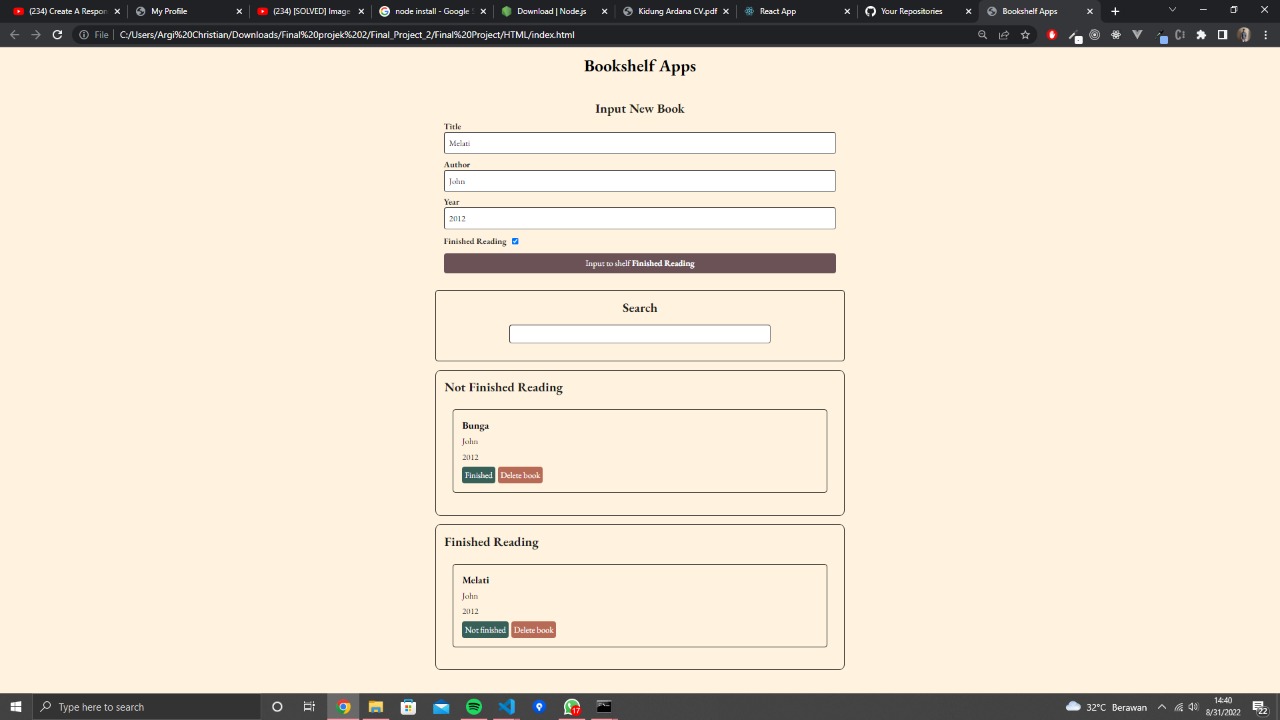 (234) Create A Respon
My Profile
(234) [SOLVED] Image
node install - Google S
Download | Node.js
Kidung Ardana CV.pdf
React App
Your Repositories
Bookshelf Apps
File
C:/Users/Argi%20Christian/Downloads/Final%20projek%202/Final_Project_2/Final%20Project/HTML/index.html
Bookshelf Apps
Input New Book
Title
Melati
Author
John
Year
2012
Finished Reading
Input to shelf Finished Reading
Search
Not Finished Reading
Bunga
John
2012
Finished Delete book
Finished Reading
Melati
John
2012
Not finished Delete book
Type here to search
17
32°C Berawan
14:40
8/31/2022